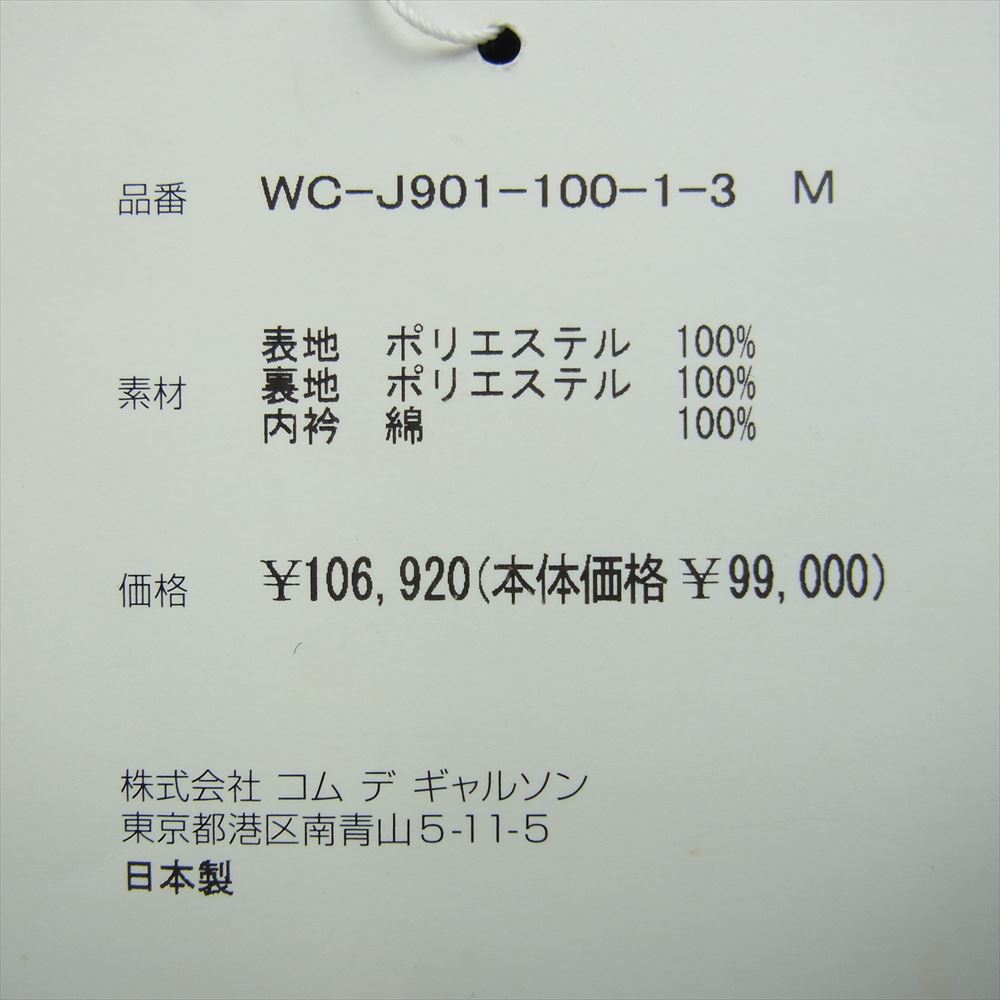 品番 WC-J901-100-1-3 M
表地 ポリエステル 100%
素材 裏地 ポリエステル 100%
内衿 綿 100%
価格 ¥106,920(本体価格 ¥99,000)
株式会社 コム デ ギャルソン
東京都港区南青山5-11-5
日本製